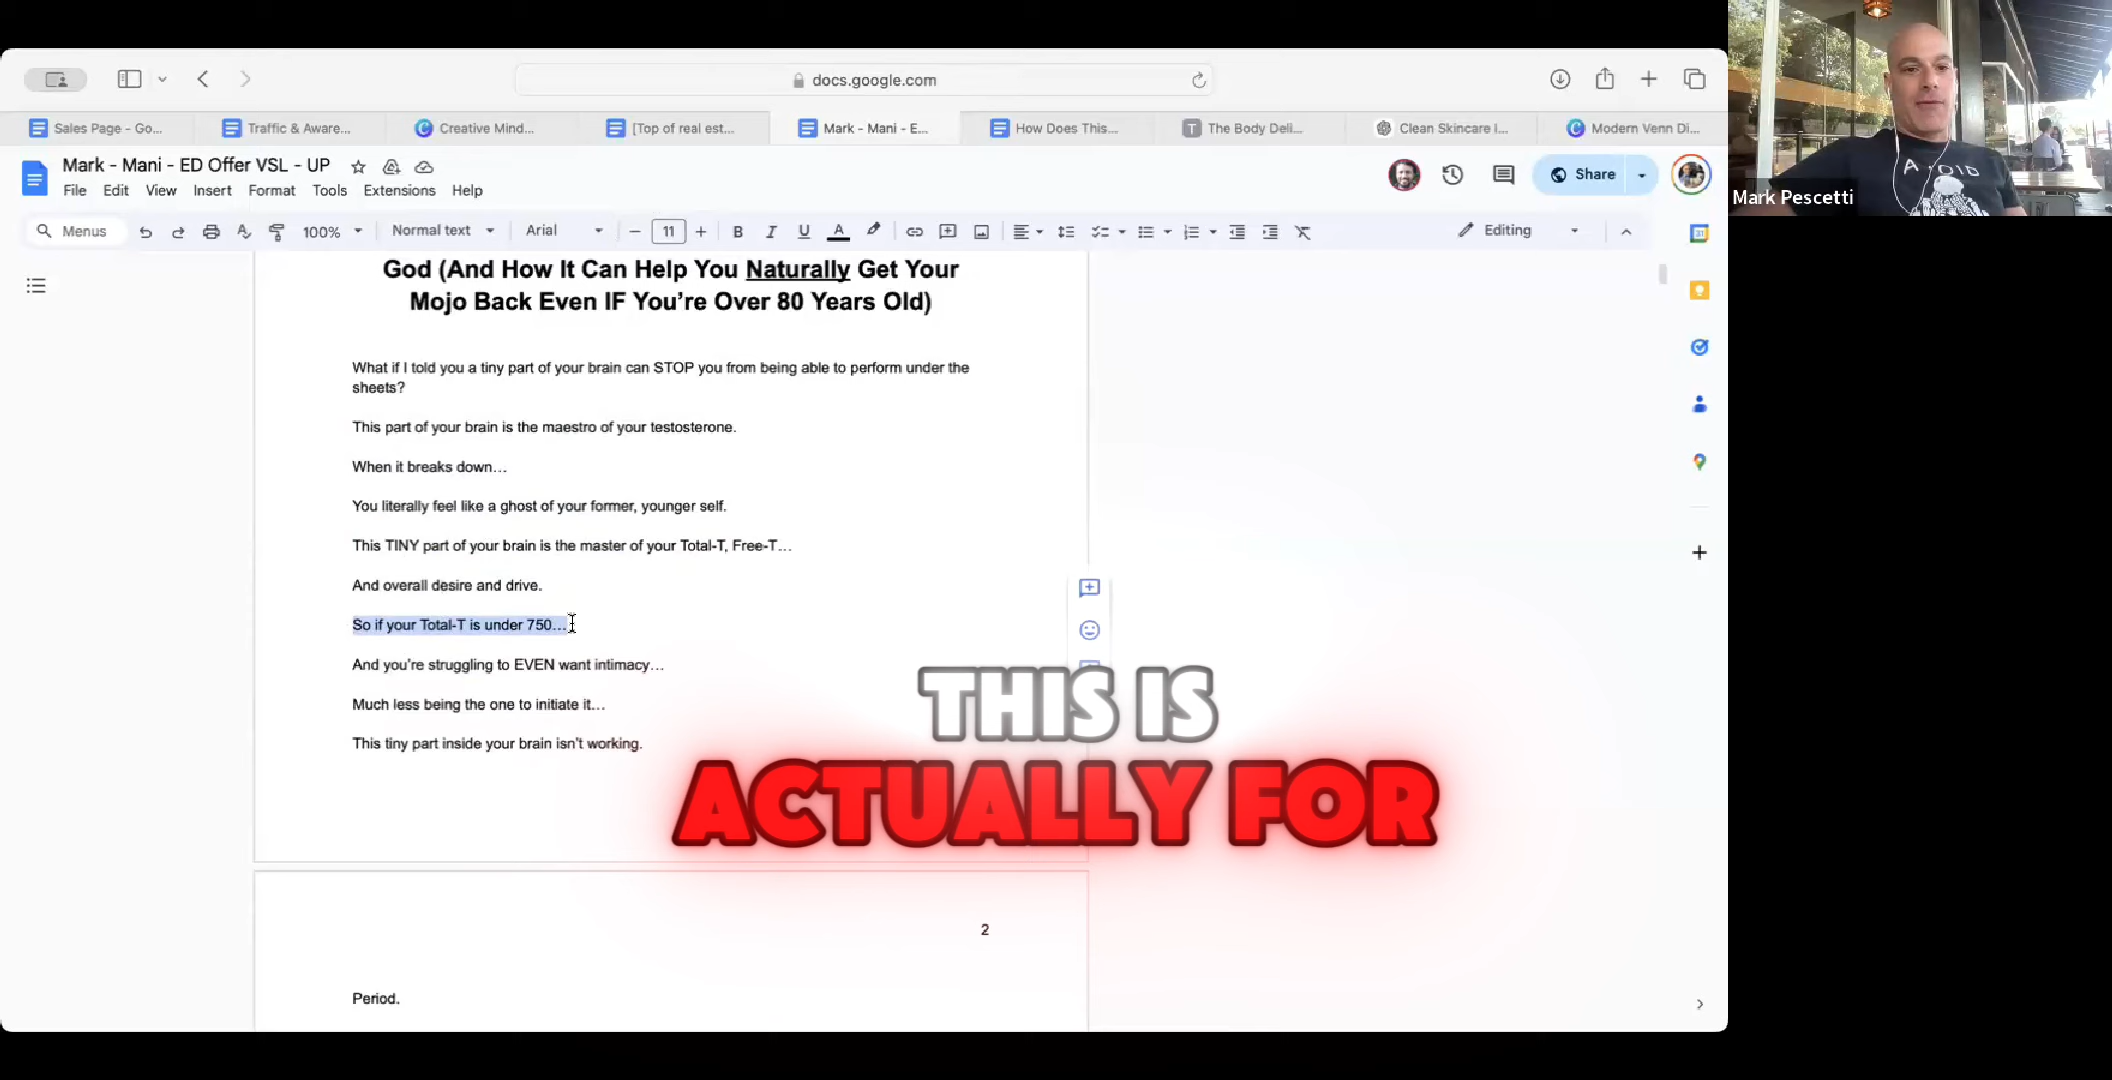 docs.google.com
Sales Page - Go...
Traffic & Aware...
Creative Mind...
[Top of real est...
Mark - Mani - E...
How Does This...
The Body Deli...
Clean Skincare I...
Modern Venn Di...
Mark - Mani - ED Offer VSL - UP
Share
File Edit View Insert Format Tools Extensions Help
Menus 100% Normal text Arial 11 Editing
Mark Pescetti
AVOID
31
God (And How It Can Help You Naturally Get Your
Mojo Back Even IF You're Over 80 Years Old)
What if I told you a tiny part of your brain can STOP you from being able to perform under the
sheets?
This part of your brain is the maestro of your testosterone.
When it breaks down...
You literally feel like a ghost of your former, younger self.
This TINY part of your brain is the master of your Total-T, Free-T...
And overall desire and drive.
So if your Total-T is under 750...
And you're struggling to EVEN want intimacy...
Much less being the one to initiate it...
This tiny part inside your brain isn't working.
THIS IS
ACTUALLY FOR
2
Period.